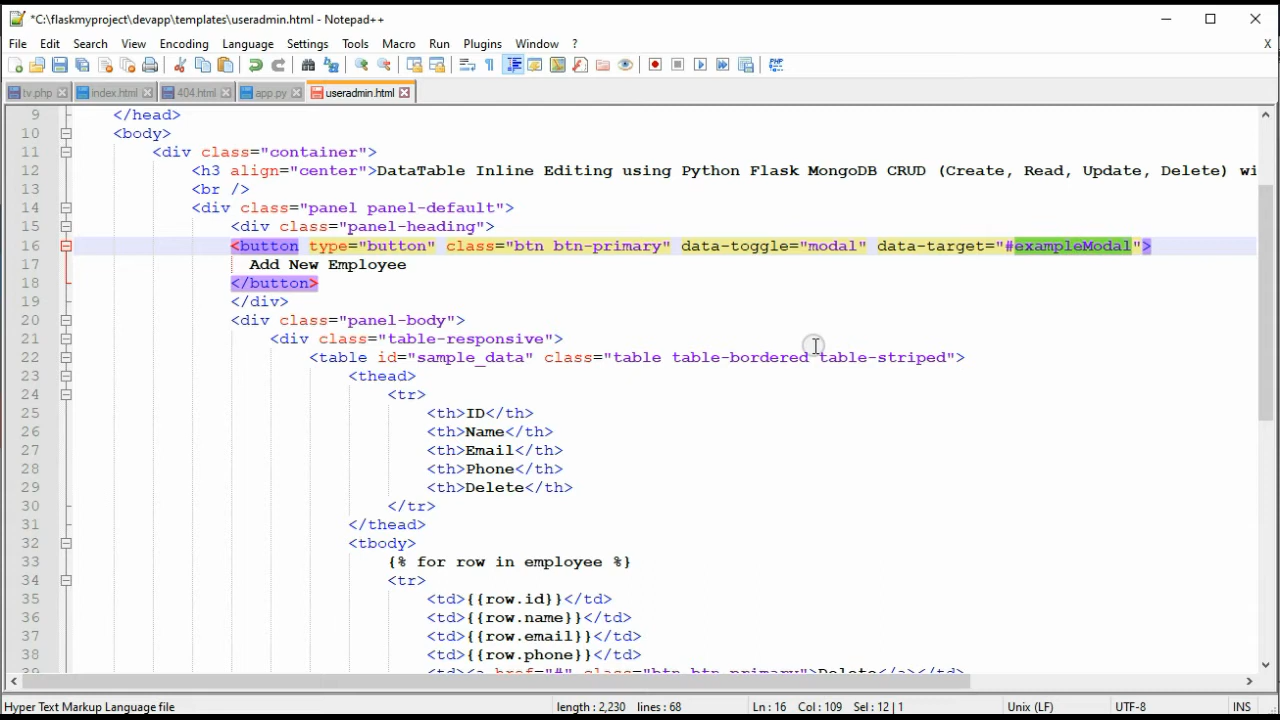 *C:\flaskmyproject\devapp\templates\useradmin.html - Notepad++
File Edit Search View Encoding Language Settings Tools Macro Run Plugins Window ? X
tv.php index.html 404.html app.py useradmin.html
9 </head>
10 <body>
11 <div class="container">
12 <h3 align="center">DataTable Inline Editing using Python Flask MongoDB CRUD (Create, Read, Update, Delete) wi
13 <br />
14 <div class="panel panel-default">
15 <div class="panel-heading">
16 <button type="button" class="btn btn-primary" data-toggle="modal" data-target="#exampleModal">
17 Add New Employee
18 </button>
19 </div>
20 <div class="panel-body">
21 <div class="table-responsive">
22 <table id="sample_data" class="table table-bordered table-striped">
23 <thead>
24 <tr>
25 <th>ID</th>
26 <th>Name</th>
27 <th>Email</th>
28 <th>Phone</th>
29 <th>Delete</th>
30 </tr>
31 </thead>
32 <tbody>
33 {% for row in employee %}
34 <tr>
35 <td>{{row.id}}</td>
36 <td>{{row.name}}</td>
37 <td>{{row.email}}</td>
38 <td>{{row.phone}}</td>
39 <td><a href="#" class="btn btn-primary">Delete</a></td>
Hyper Text Markup Language file length : 2,230 lines : 68 Ln : 16 Col : 109 Sel : 12 | 1 Unix (LF) UTF-8 INS